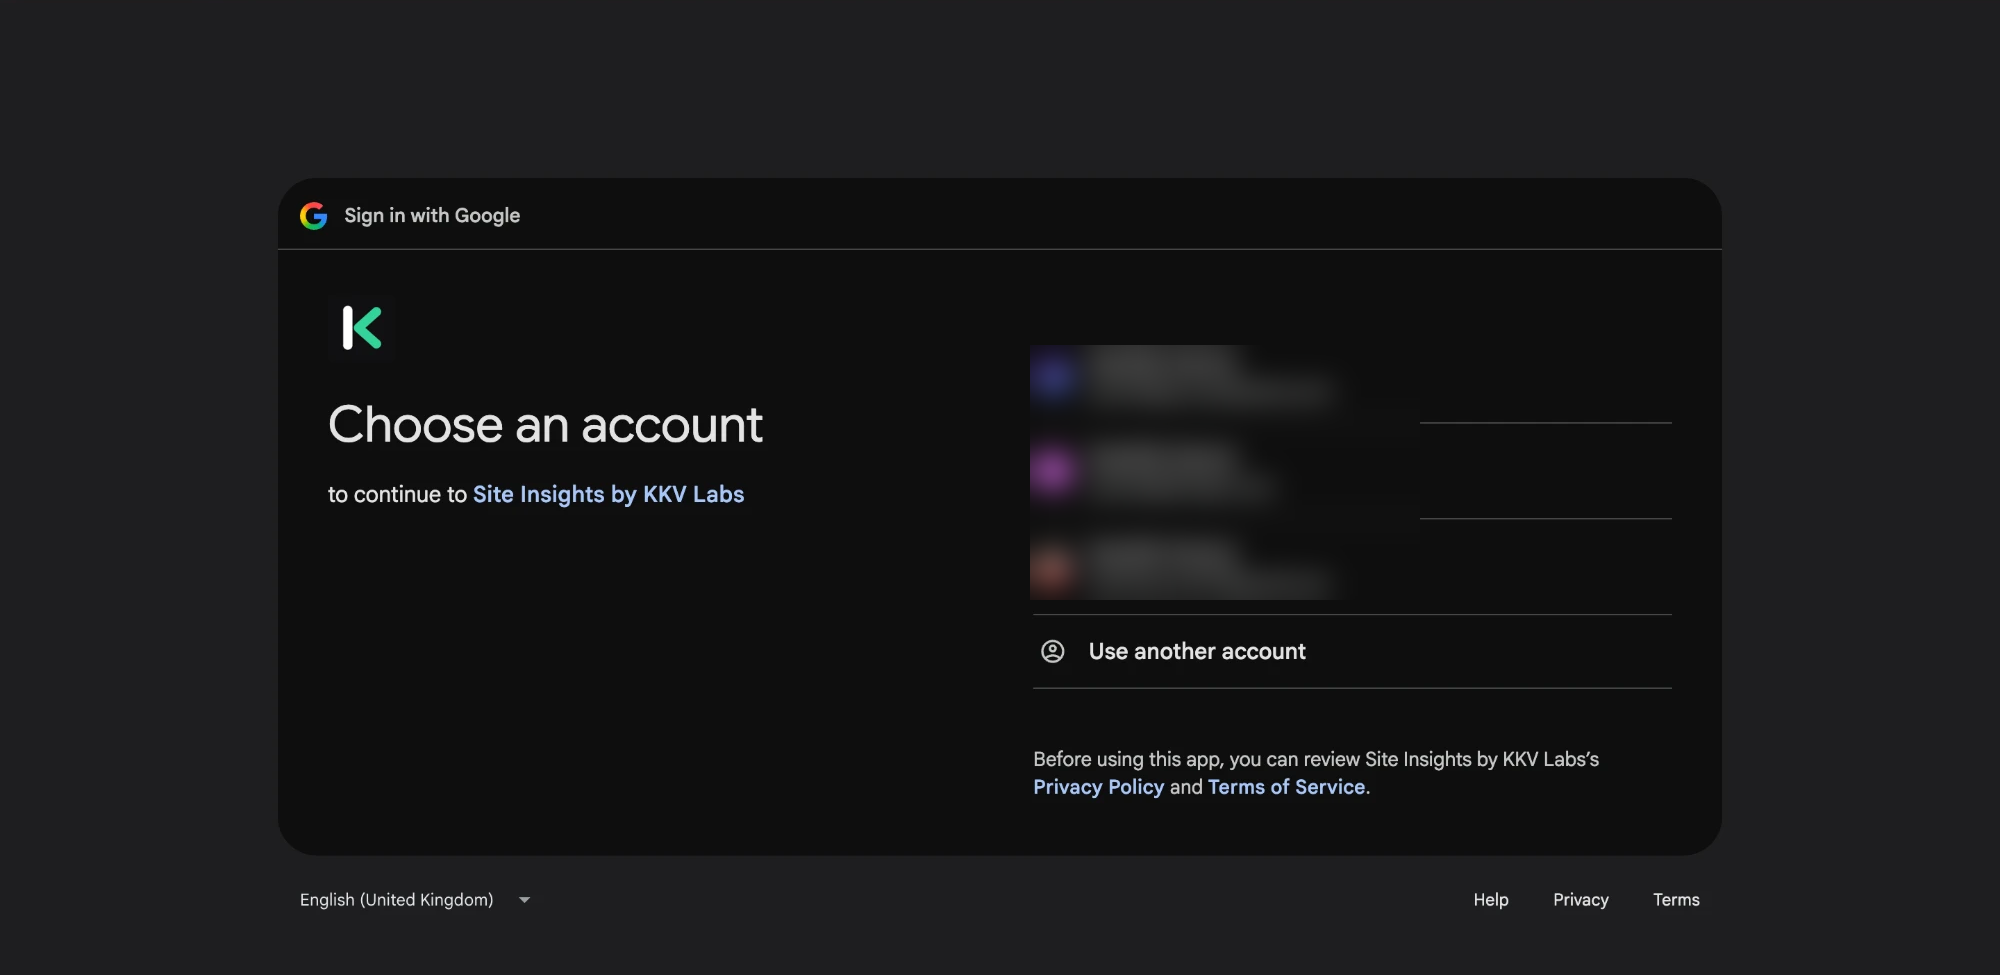 Sign in with Google
Choose an account
to continue to Site Insights by KKV Labs
Use another account
Before using this app, you can review Site Insights by KKV Labs’s
Privacy Policy and Terms of Service.
English (United Kingdom)
Help Privacy Terms